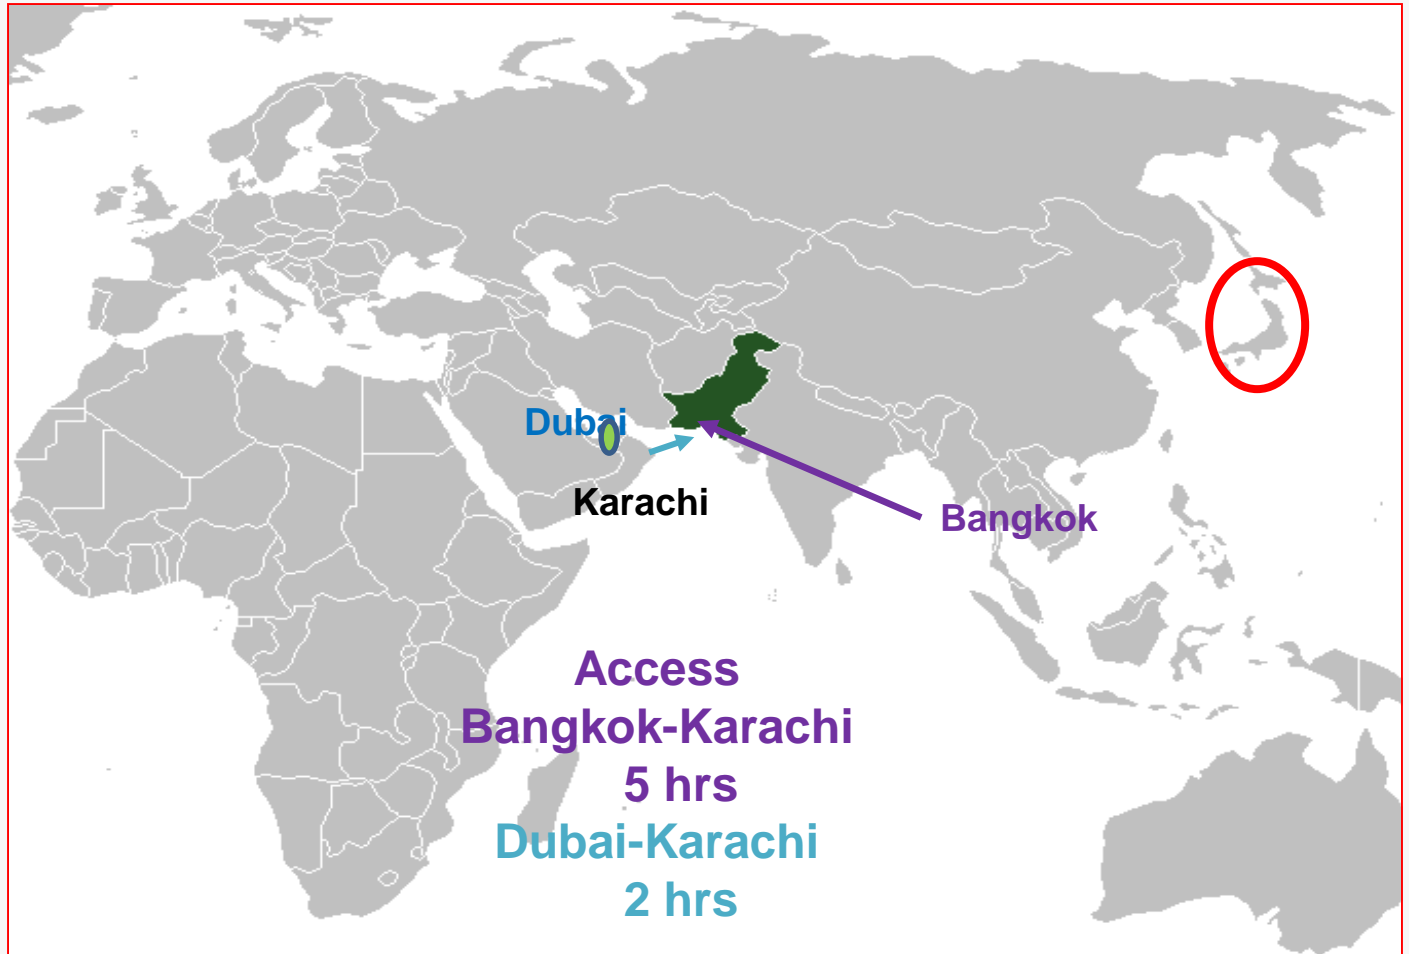 Dubai
Karachi
Bangkok
Access
Bangkok-Karachi
5 hrs
Dubai-Karachi
2 hrs